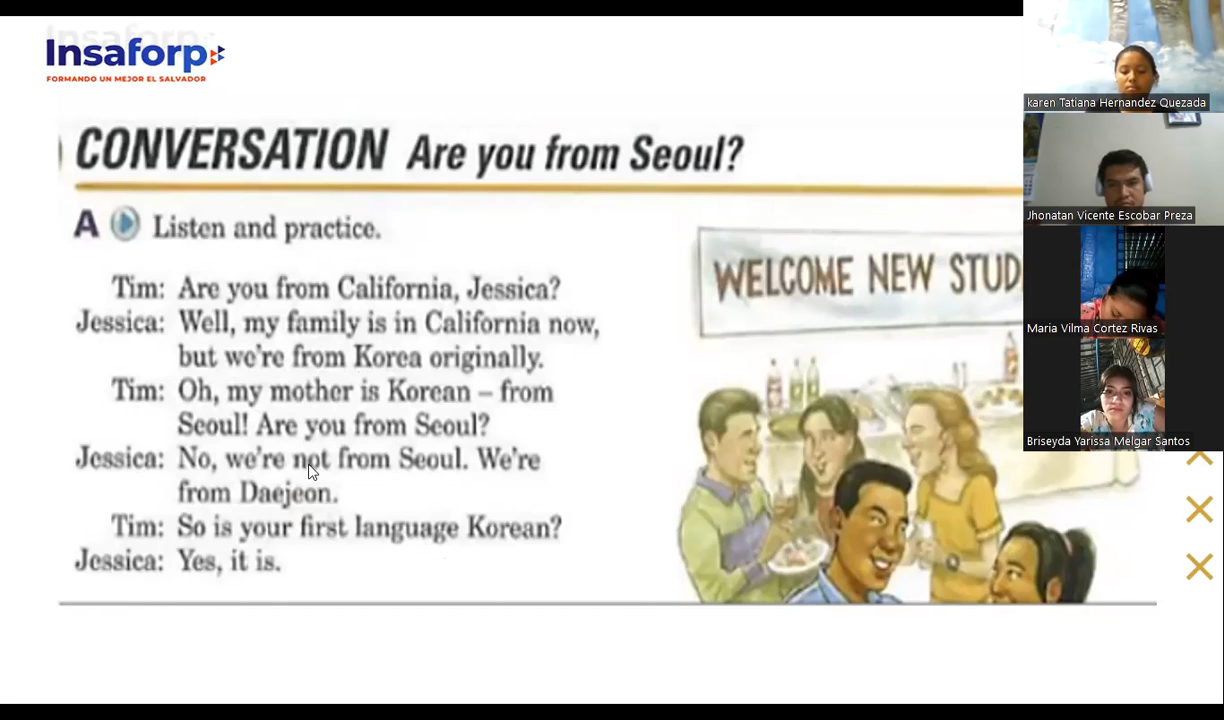 Insaforp
FORMANDO UN MEJOR EL SALVADOR
CONVERSATION Are you from Seoul?
A Listen and practice.
Tim: Are you from California, Jessica?
Jessica: Well, my family is in California now,
but we're from Korea originally.
Tim: Oh, my mother is Korean – from
Seoul! Are you from Seoul?
Jessica: No, we're not from Seoul. We're
from Daejeon.
Tim: So is your first language Korean?
Jessica: Yes, it is.
WELCOME NEW STUD
karen Tatiana Hernandez Quezada
Jhonatan Vicente Escobar Preza
Maria Vilma Cortez Rivas
Briseyda Yarissa Melgar Santos